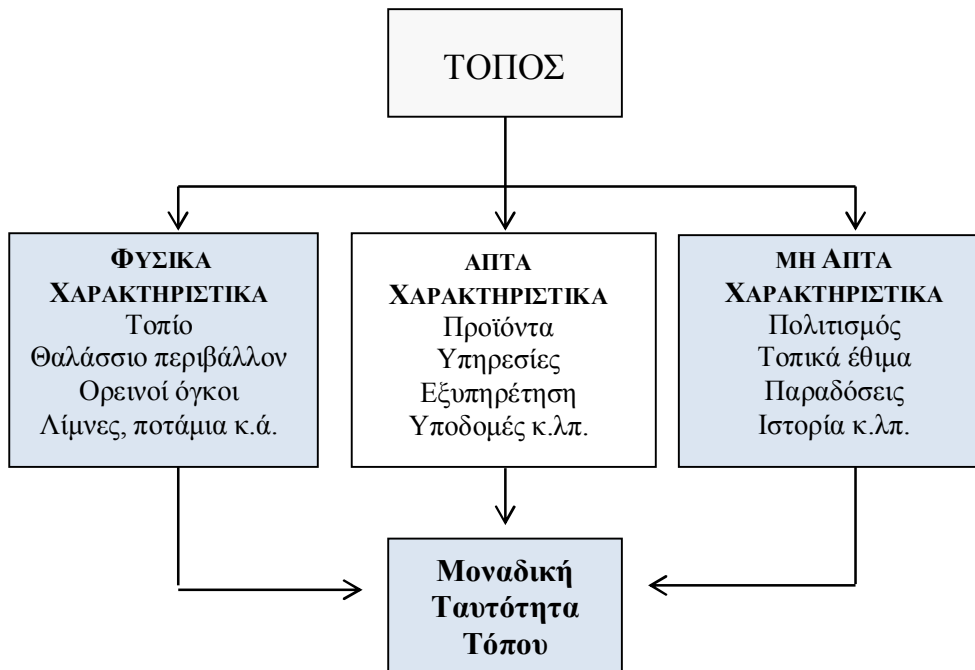 ΤΟΠΟΣ
ΦΥΣΙΚΑ
ΧΑΡΑΚΤΗΡΙΣΤΙΚΑ
Τοπίο
Θαλάσσιο περιβάλλον
Ορεινοί όγκοι
Λίμνες, ποτάμια κ.ά.
ΑΠΤΑ
ΧΑΡΑΚΤΗΡΙΣΤΙΚΑ
Προϊόντα
Υπηρεσίες
Εξυπηρέτηση
Υποδομές κ.λπ.
ΜΗ ΑΠΤΑ
ΧΑΡΑΚΤΗΡΙΣΤΙΚΑ
Πολιτισμός
Τοπικά έθιμα
Παραδόσεις
Ιστορία κ.λπ.
Μοναδική
Ταυτότητα
Τόπου